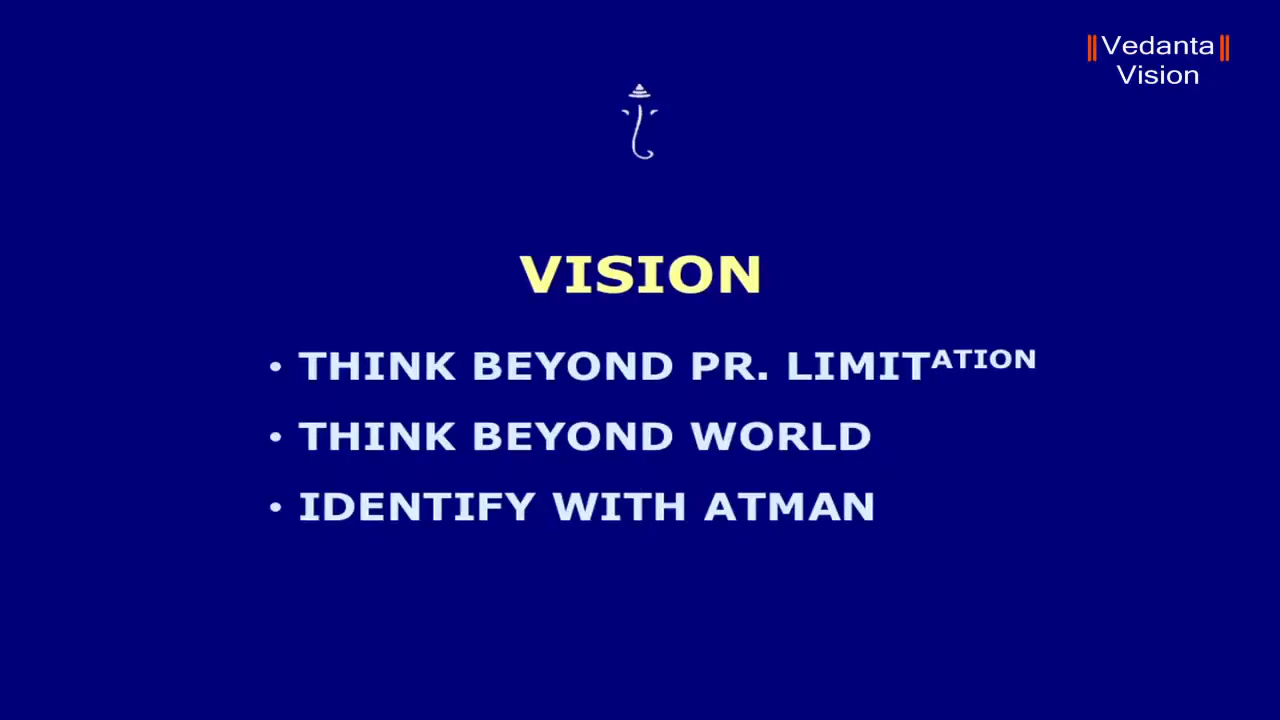 ||Vedanta||
Vision
VISION
• THINK BEYOND PR. LIMITATION
• THINK BEYOND WORLD
• IDENTIFY WITH ATMAN